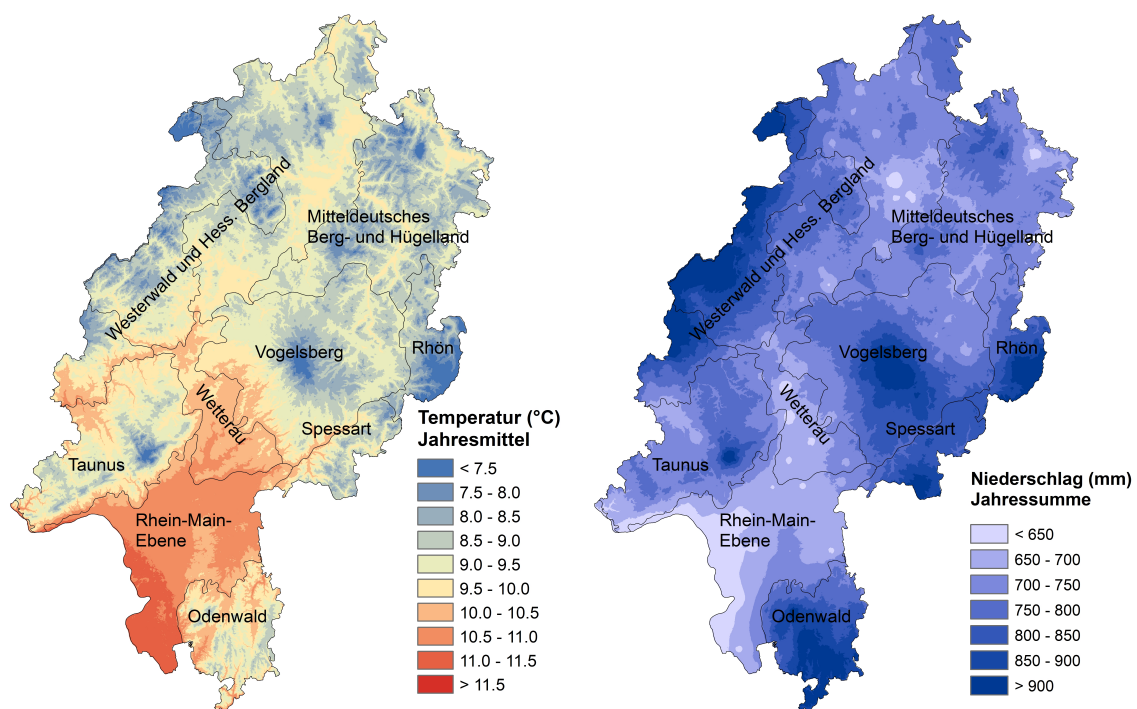 Westerwald und Hess. Bergland
Mitteldeutsches
Berg- und Hügelland
Vogelsberg
Rhön
Wetterau
Spessart
Taunus
Rhein-Main-
Ebene
Odenwald
Temperatur (°C)
Jahresmittel
< 7.5
7.5 - 8.0
8.0 - 8.5
8.5 - 9.0
9.0 - 9.5
9.5 - 10.0
10.0 - 10.5
10.5 - 11.0
11.0 - 11.5
> 11.5
Westerwald und Hess. Bergland
Mitteldeutsches
Berg- und Hügelland
Vogelsberg
Rhön
Wetterau
Spessart
Taunus
Rhein-Main-
Ebene
Odenwald
Niederschlag (mm)
Jahressumme
< 650
650 - 700
700 - 750
750 - 800
800 - 850
850 - 900
> 900